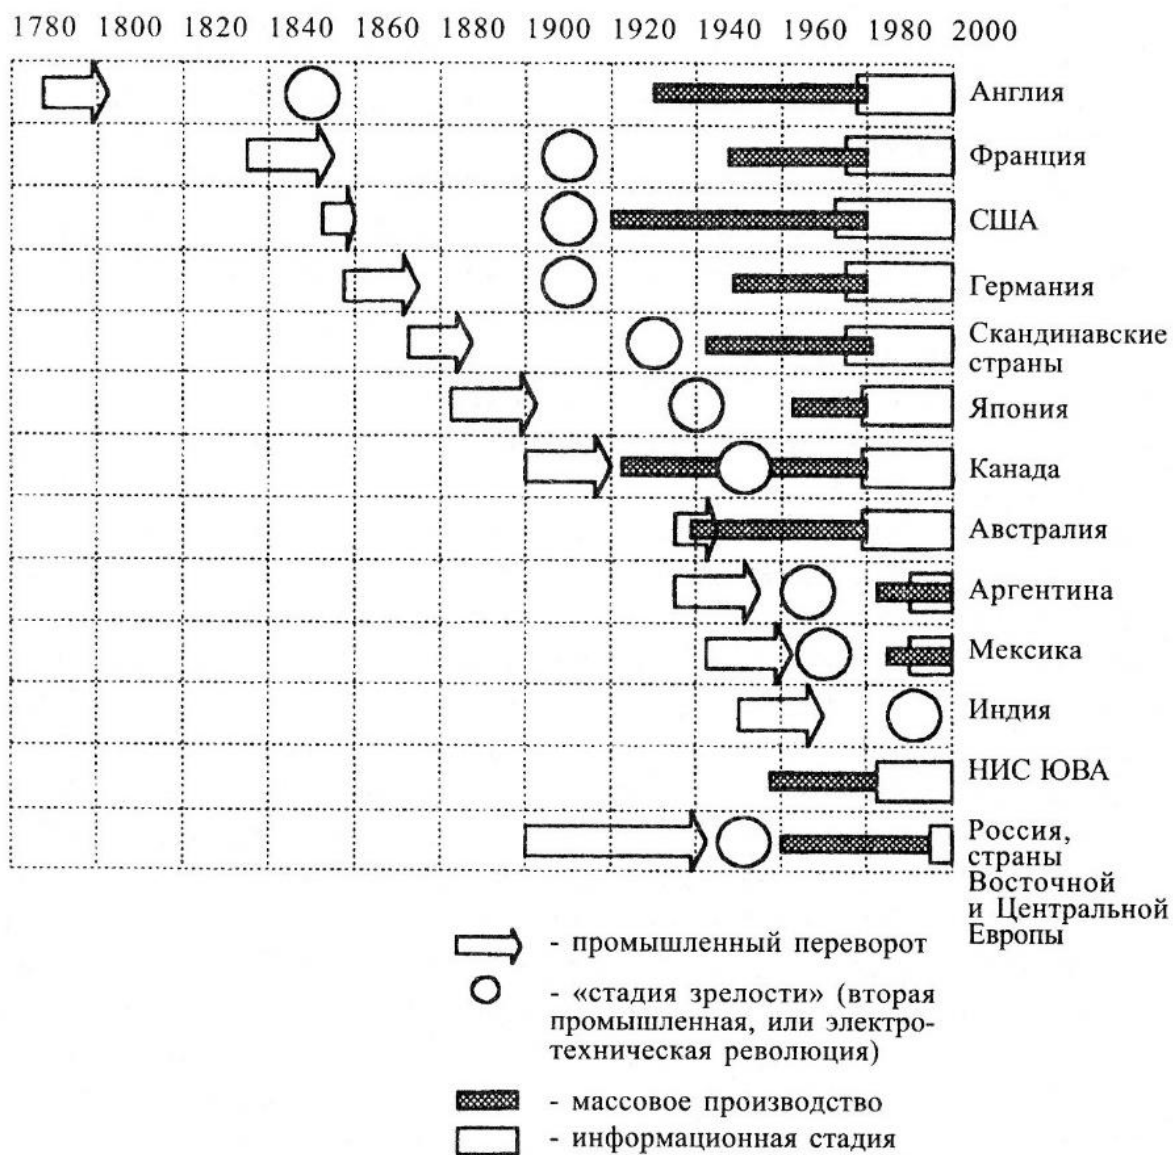 1780 1800 1820 1840 1860 1880 1900 1920 1940 1960 1980 2000
Англия
Франция
США
Германия
Скандинавские
страны
Япония
Канада
Австралия
Аргентина
Мексика
Индия
НИС ЮВА
Россия,
страны
Восточной
и Центральной
Европы
- промышленный переворот
- «стадия зрелости» (вторая
промышленная, или электро-
техническая революция)
- массовое производство
- информационная стадия